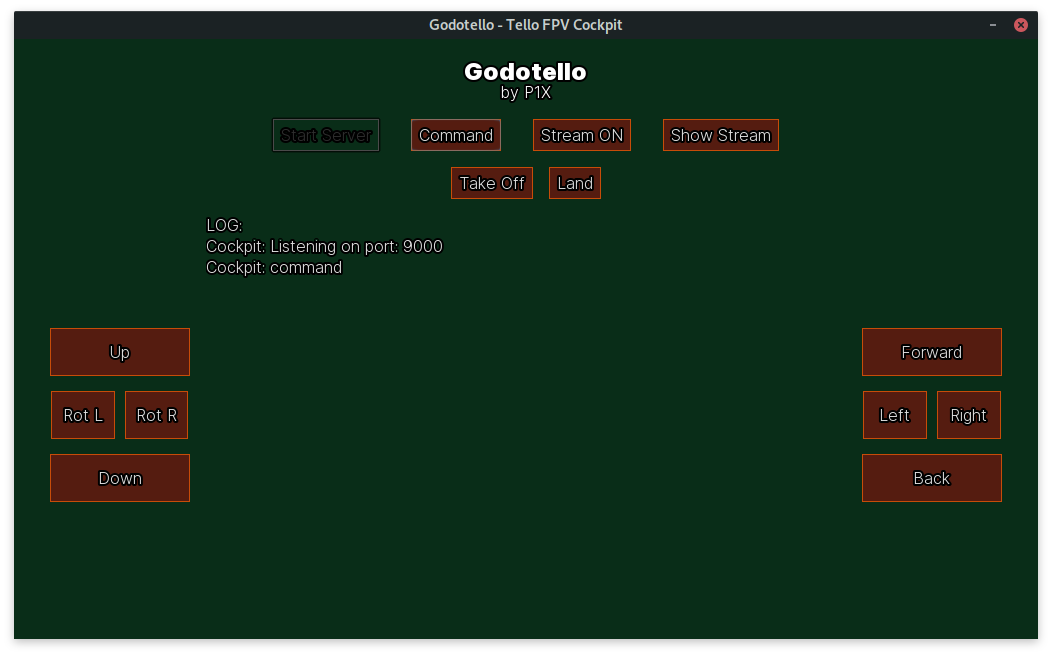 Godotello - Tello FPV Cockpit
Godotello
by P1X
Start Server Command Stream ON Show Stream
Take Off Land
LOG:
Cockpit: Listening on port: 9000
Cockpit: command
Up Forward
Rot L Rot R Left Right
Down Back